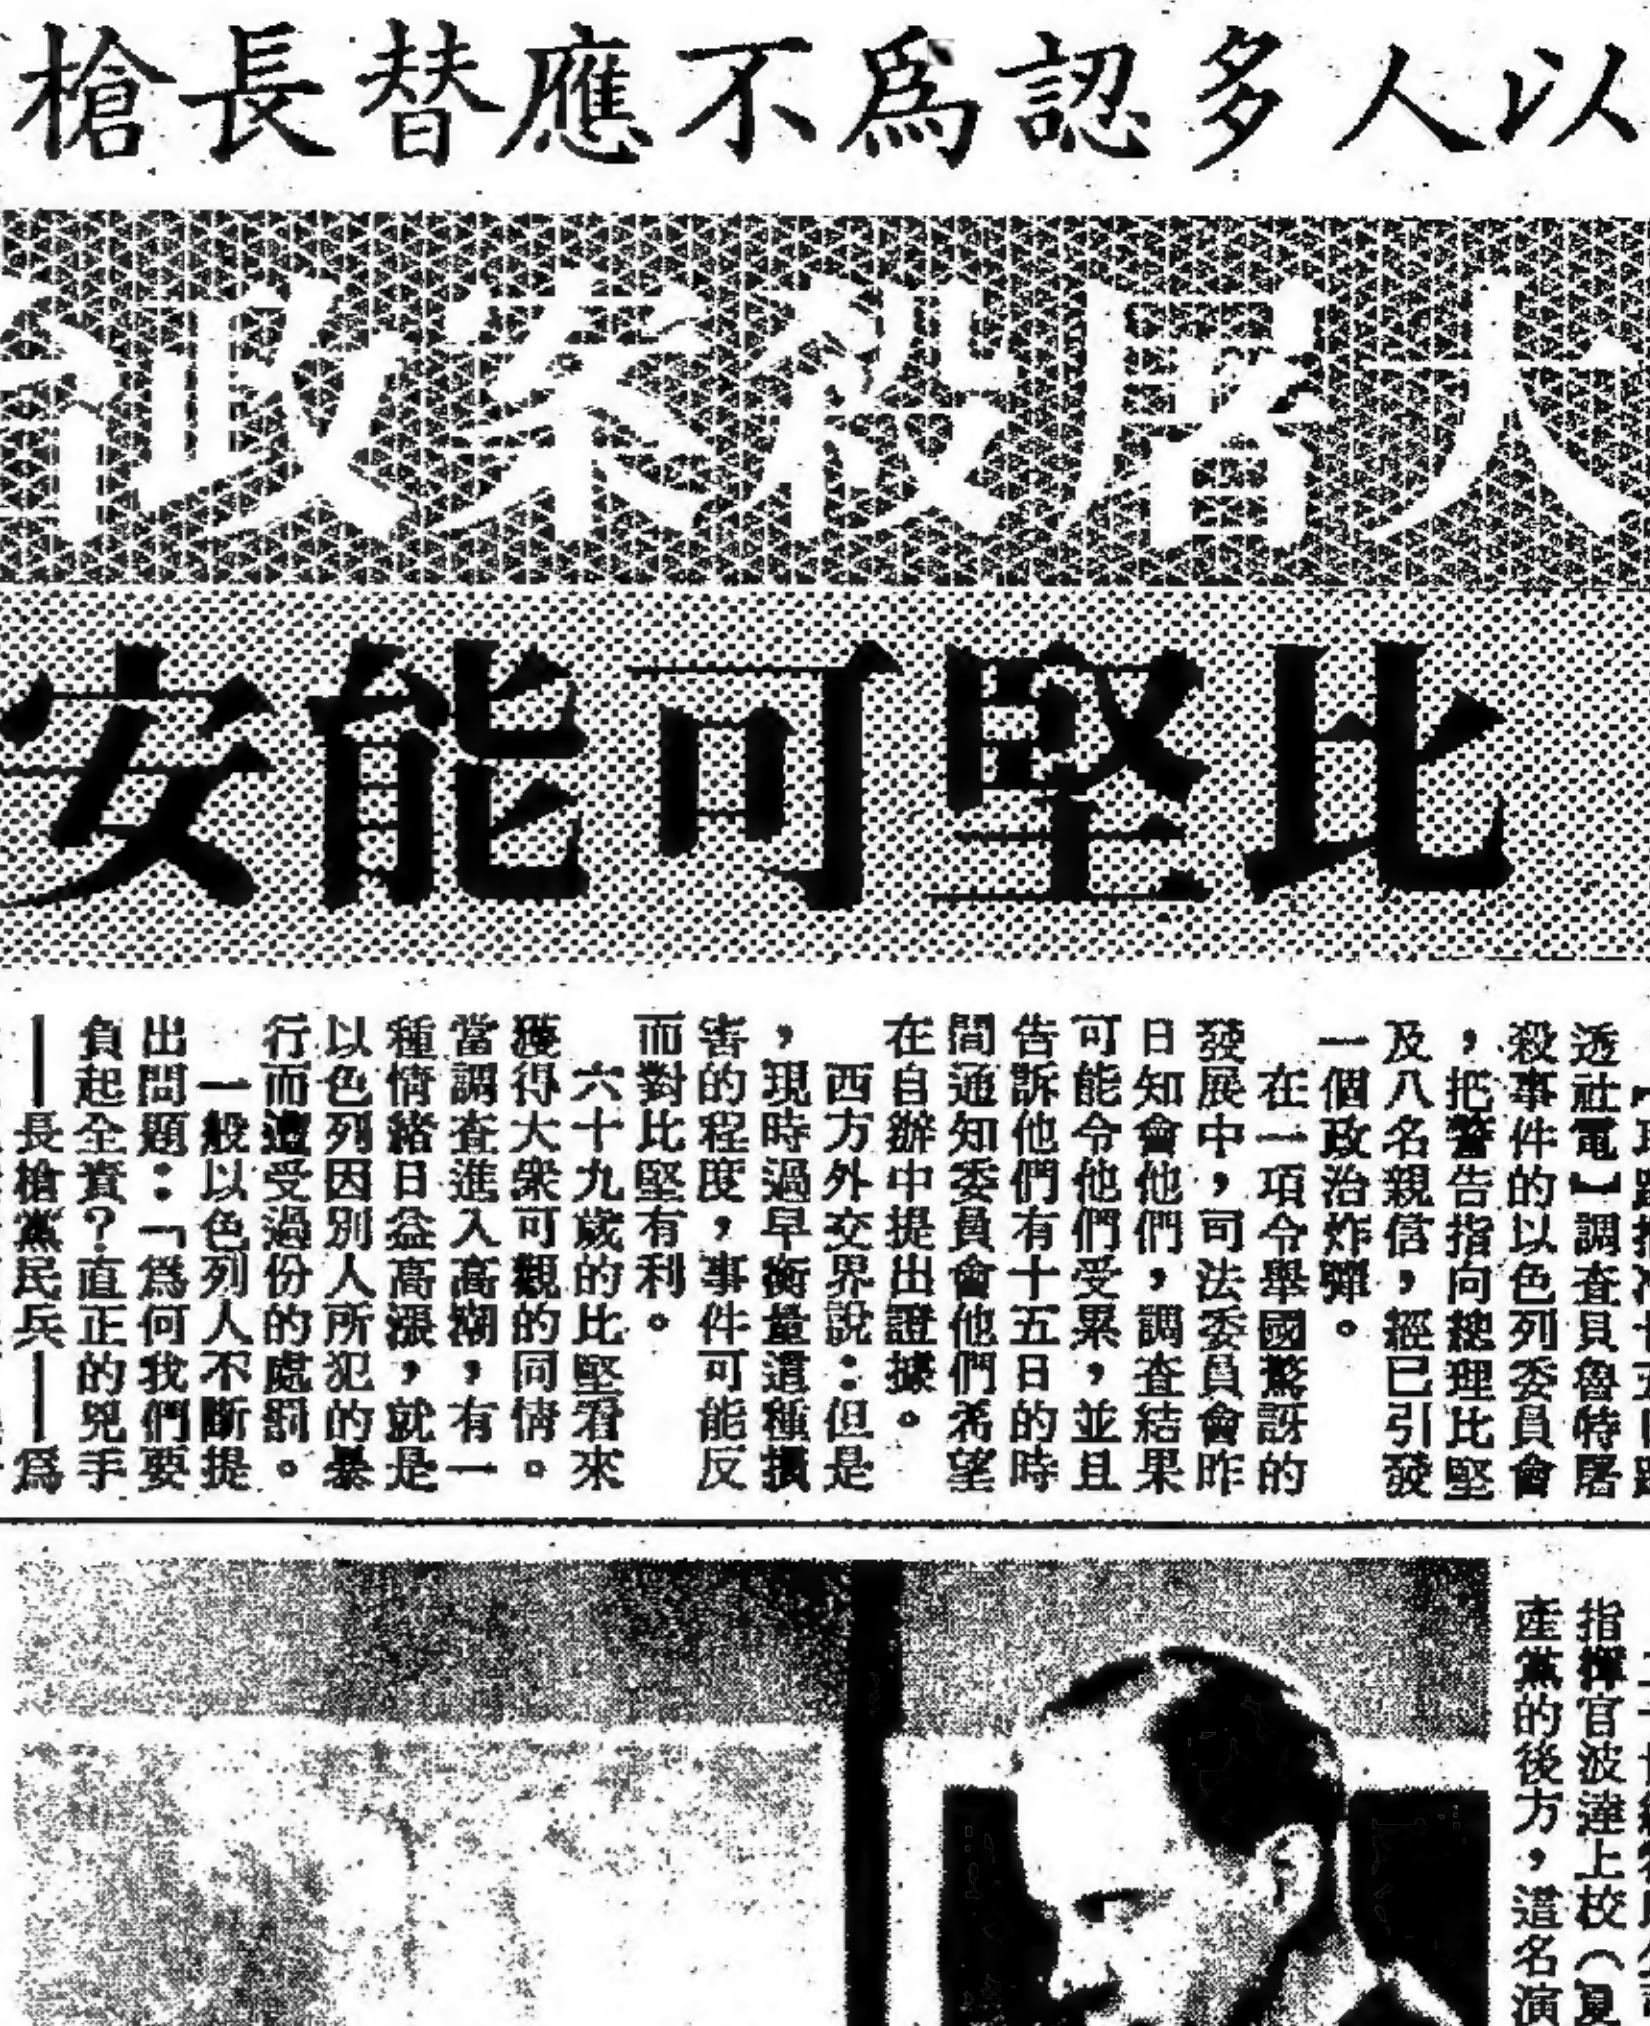 以人多認為不應替長槍
大屠殺案政
比堅可能安
透社電】調查貝魯特屠
殺事件的以色列委員會
，把警告指向總理比堅
及八名親信，經已引發
一個政治炸彈。
在一項令舉國驚訝的
發展中，司法委員會昨
日知會他們，調查結果
可能令他們受累，並且
告訴他們有十五日的時
間通知委員會他們希望
在自辦中提出證據。
西方外交界說：但是
，現時過早衡量這種損
害的程度，事件可能反
而對比堅有利。
六十九歲的比堅看來
獲得大衆可觀的同情。
當調查進入高潮，有一
種情緒日益高漲，就是
以色列因別人所犯的暴
行而遭受過份的處罰。
一般以色列人不斷提
出問題：「爲何我們要
負起全責？直正的兇手
——長槍黨民兵——爲
指揮官波違上校（夏
產黨的後方，這名演